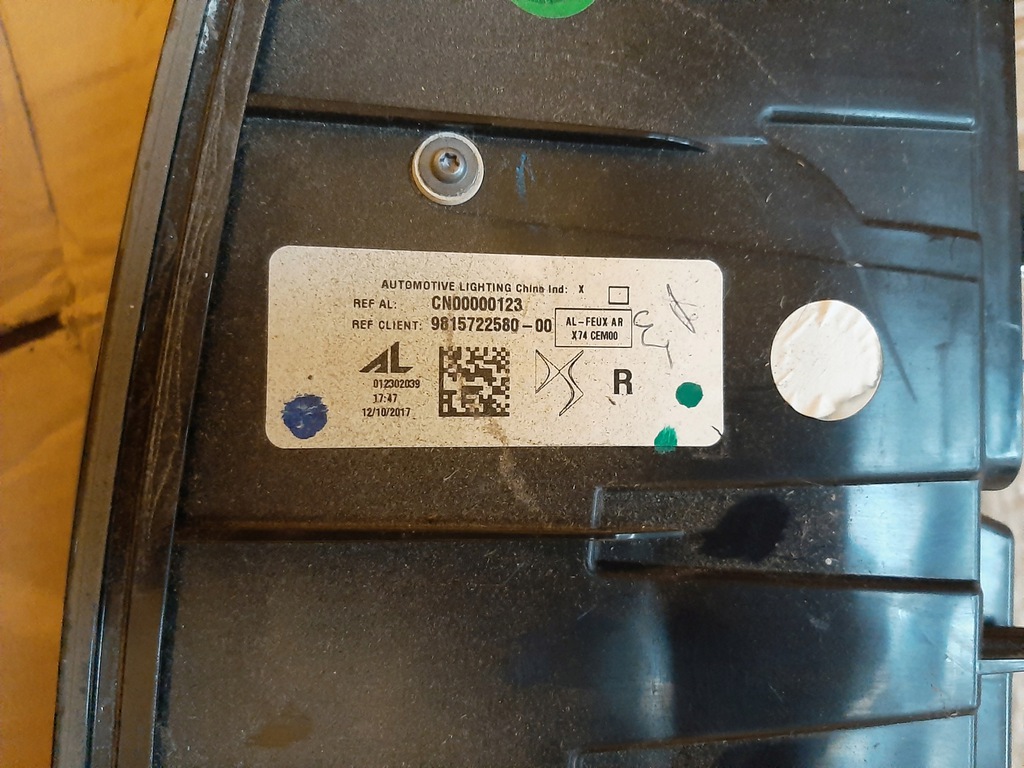 AUTOMOTIVE LIGHTING China Ind: X
REF AL: CN00000123
REF CLIENT: 9815722580-00
AL-FEUX AR
X74 CEM00
AL
012302039
17:47
12/10/2017
R